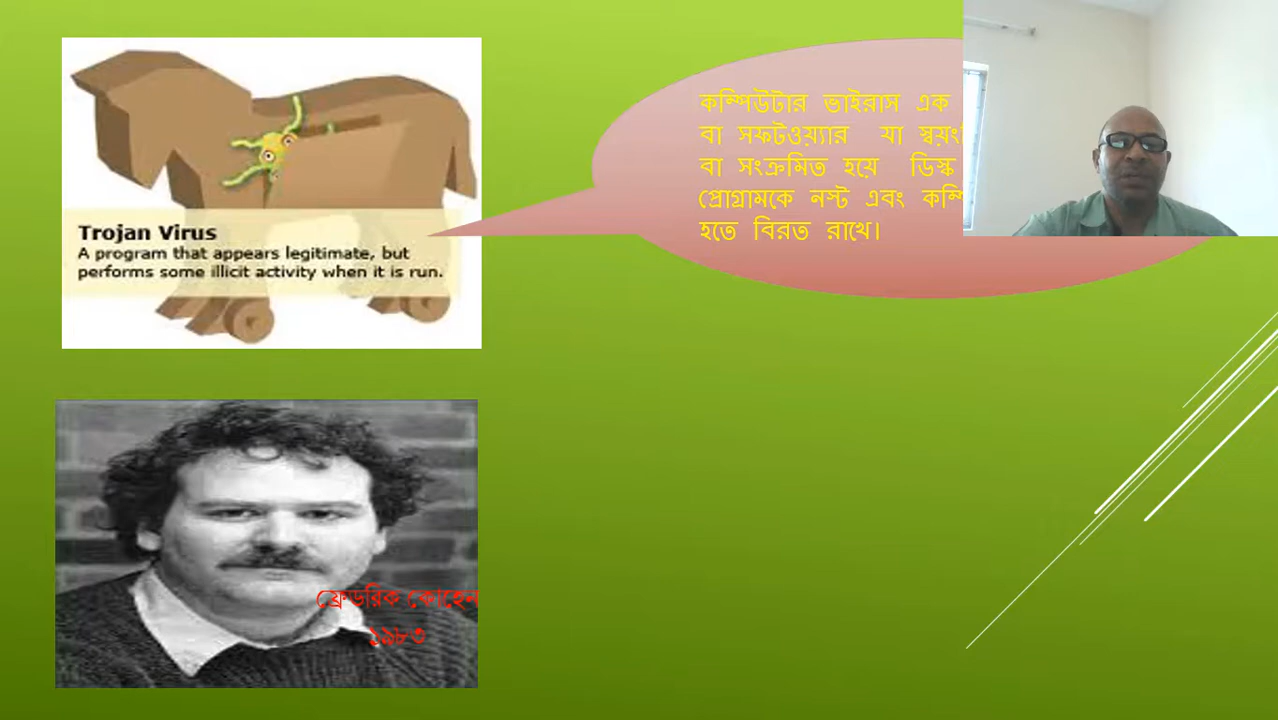 কম্পিউটার ভাইরাস এক
বা সফটওয়্যার যা
বা সংক্রমিত হয়ে ডিস্ক
প্রোগ্রামকে নস্ট এবং
হতে বিরত রাখে।
Trojan Virus
A program that appears legitimate, but
performs some illicit activity when it is run.
ফ্রেডরিক কোহেন
১৯৮৩